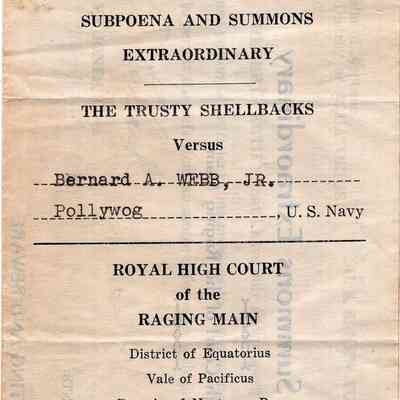 SUBPOENA AND SUMMONS
EXTRAORDINARY
THE TRUSTY SHELLBACKS
Versus
Bernard A. WEBB, JR.
Pollywog, U. S. Navy
ROYAL HIGH COURT
of the
RAGING MAIN
District of Equatorius
Vale of Pacificus